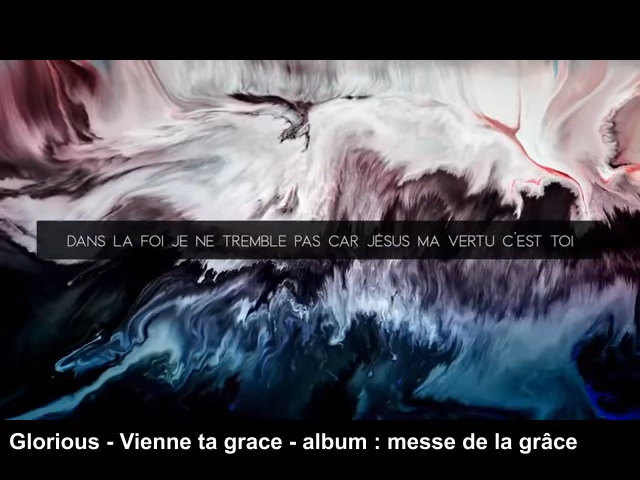 DANS LA FOI JE NE TREMBLE PAS CAR JÉSUS MA VERTU C'EST TOI
Glorious - Vienne ta grace - album : messe de la grâce